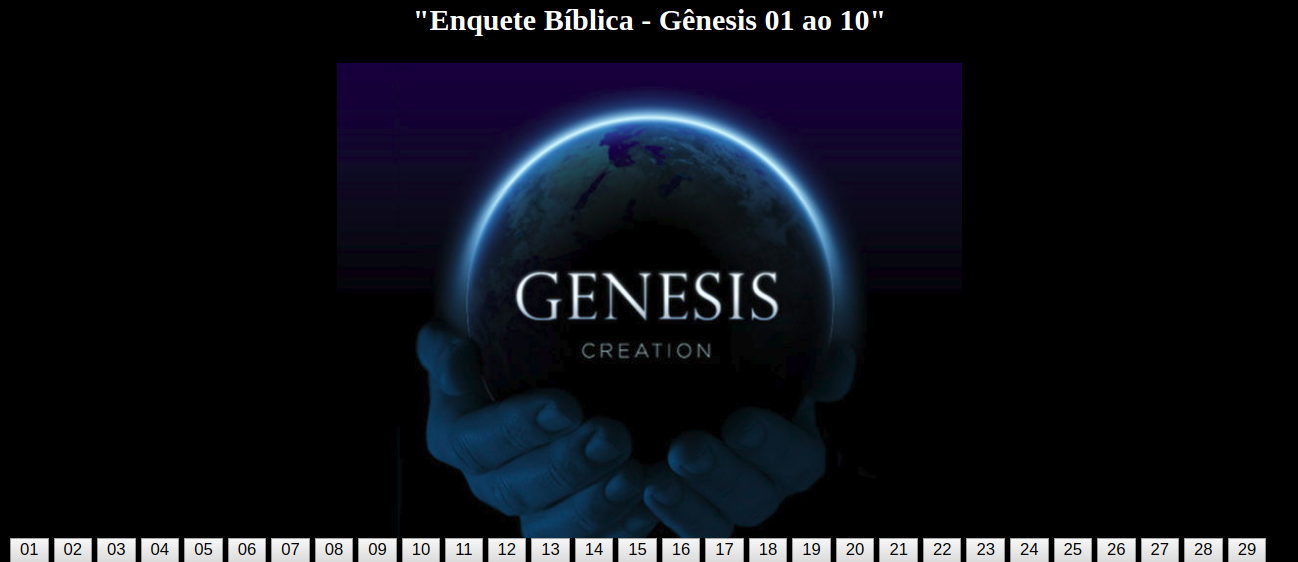 "Enquete Bíblica - Gênesis 01 ao 10"
GENESIS
CREATION
01 02 03 04 05 06 07 08 09 10 11 12 13 14 15 16 17 18 19 20 21 22 23 24 25 26 27 28 29